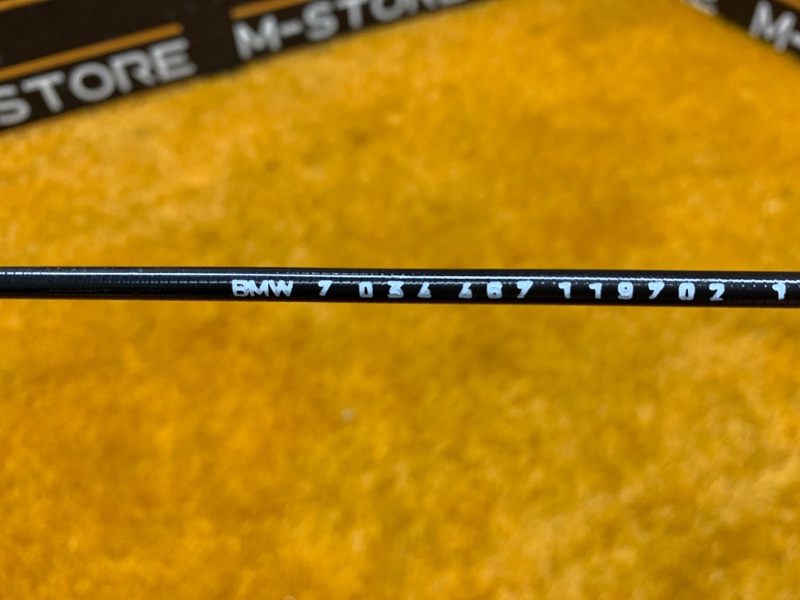 STORE
M-STORE
M-
BMW 7 034 467 119702 1